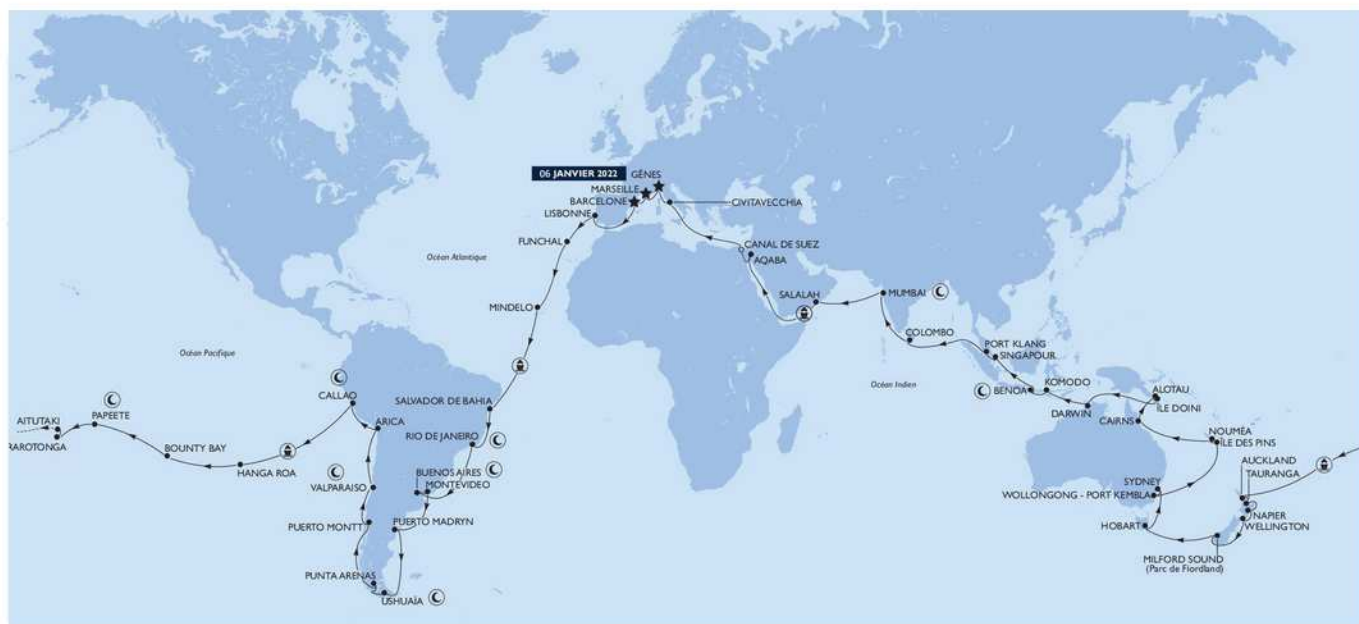 06 JANVIER 2022
GÊNES
MARSEILLE
BARCELONE
CIVITAVECCHIA
LISBONNE
FUNCHAL
Océan Atlantique
CANAL DE SUEZ
AQABA
SALALAH
MUMBAI
MINDELO
COLOMBO
PORT KLANG
SINGAPOUR
Océan Pacifique
Océan Indien
BENOA
KOMODO
ALOTAU
ÎLE DOINI
DARWIN
CAIRNS
CALLAO
SALVADOR DE BAHIA
PAPEETE
AITUTAKI
RAROTONGA
ARICA
RIO DE JANEIRO
BOUNTY BAY
HANGA ROA
NOUMÉA
ÎLE DES PINS
BUENOS AIRES
MONTEVIDEO
VALPARAISO
AUCKLAND
TAURANGA
SYDNEY
WOLLONGONG - PORT KEMBLA
NAPIER
WELLINGTON
HOBART
PUERTO MONTT
PUERTO MADRYN
MILFORD SOUND
(Parc de Fiordland)
PUNTA ARENAS
USHUAÏA